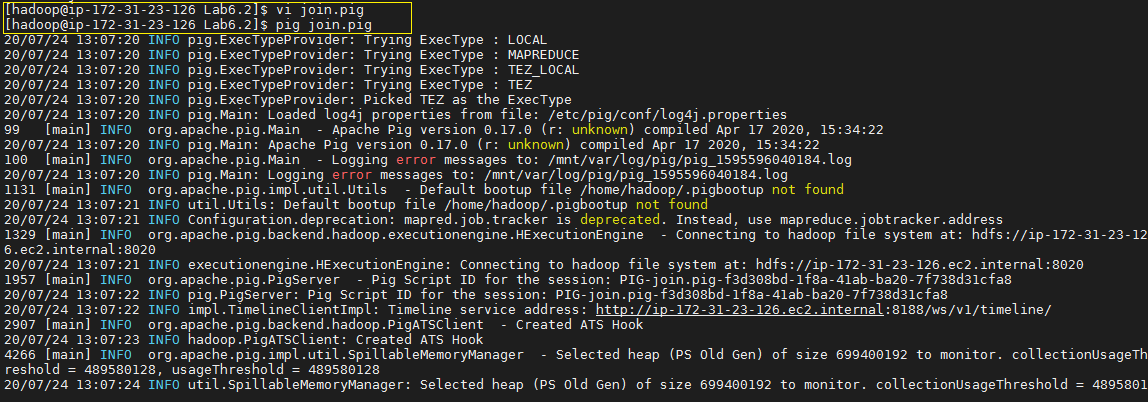 [hadoop@ip-172-31-23-126 Lab6.2]$ vi join.pig
[hadoop@ip-172-31-23-126 Lab6.2]$ pig join.pig
20/07/24 13:07:20 INFO pig.ExecTypeProvider: Trying ExecType : LOCAL
20/07/24 13:07:20 INFO pig.ExecTypeProvider: Trying ExecType : MAPREDUCE
20/07/24 13:07:20 INFO pig.ExecTypeProvider: Trying ExecType : TEZ_LOCAL
20/07/24 13:07:20 INFO pig.ExecTypeProvider: Trying ExecType : TEZ
20/07/24 13:07:20 INFO pig.ExecTypeProvider: Picked TEZ as the ExecType
20/07/24 13:07:20 INFO pig.Main: Loaded log4j properties from file: /etc/pig/conf/log4j.properties
99   [main] INFO  org.apache.pig.Main  - Apache Pig version 0.17.0 (r: unknown) compiled Apr 17 2020, 15:34:22
20/07/24 13:07:20 INFO pig.Main: Apache Pig version 0.17.0 (r: unknown) compiled Apr 17 2020, 15:34:22
100  [main] INFO  org.apache.pig.Main  - Logging error messages to: /mnt/var/log/pig/pig_1595596040184.log
20/07/24 13:07:20 INFO pig.Main: Logging error messages to: /mnt/var/log/pig/pig_1595596040184.log
1131 [main] INFO  org.apache.pig.impl.util.Utils  - Default bootup file /home/hadoop/.pigbootup not found
20/07/24 13:07:21 INFO util.Utils: Default bootup file /home/hadoop/.pigbootup not found
20/07/24 13:07:21 INFO Configuration.deprecation: mapred.job.tracker is deprecated. Instead, use mapreduce.jobtracker.address
1329 [main] INFO  org.apache.pig.backend.hadoop.executionengine.HExecutionEngine  - Connecting to hadoop file system at: hdfs://ip-172-31-23-12
6.ec2.internal:8020
20/07/24 13:07:21 INFO executionengine.HExecutionEngine: Connecting to hadoop file system at: hdfs://ip-172-31-23-126.ec2.internal:8020
1957 [main] INFO  org.apache.pig.PigServer  - Pig Script ID for the session: PIG-join.pig-f3d308bd-1f8a-41ab-ba20-7f738d31cfa8
20/07/24 13:07:22 INFO pig.PigServer: Pig Script ID for the session: PIG-join.pig-f3d308bd-1f8a-41ab-ba20-7f738d31cfa8
20/07/24 13:07:22 INFO impl.TimelineClientImpl: Timeline service address: http://ip-172-31-23-126.ec2.internal:8188/ws/v1/timeline/
2907 [main] INFO  org.apache.pig.backend.hadoop.PigATSClient  - Created ATS Hook
20/07/24 13:07:23 INFO hadoop.PigATSClient: Created ATS Hook
4266 [main] INFO  org.apache.pig.impl.util.SpillableMemoryManager  - Selected heap (PS Old Gen) of size 699400192 to monitor. collectionUsageTh
reshold = 489580128, usageThreshold = 489580128
20/07/24 13:07:24 INFO util.SpillableMemoryManager: Selected heap (PS Old Gen) of size 699400192 to monitor. collectionUsageThreshold = 4895801